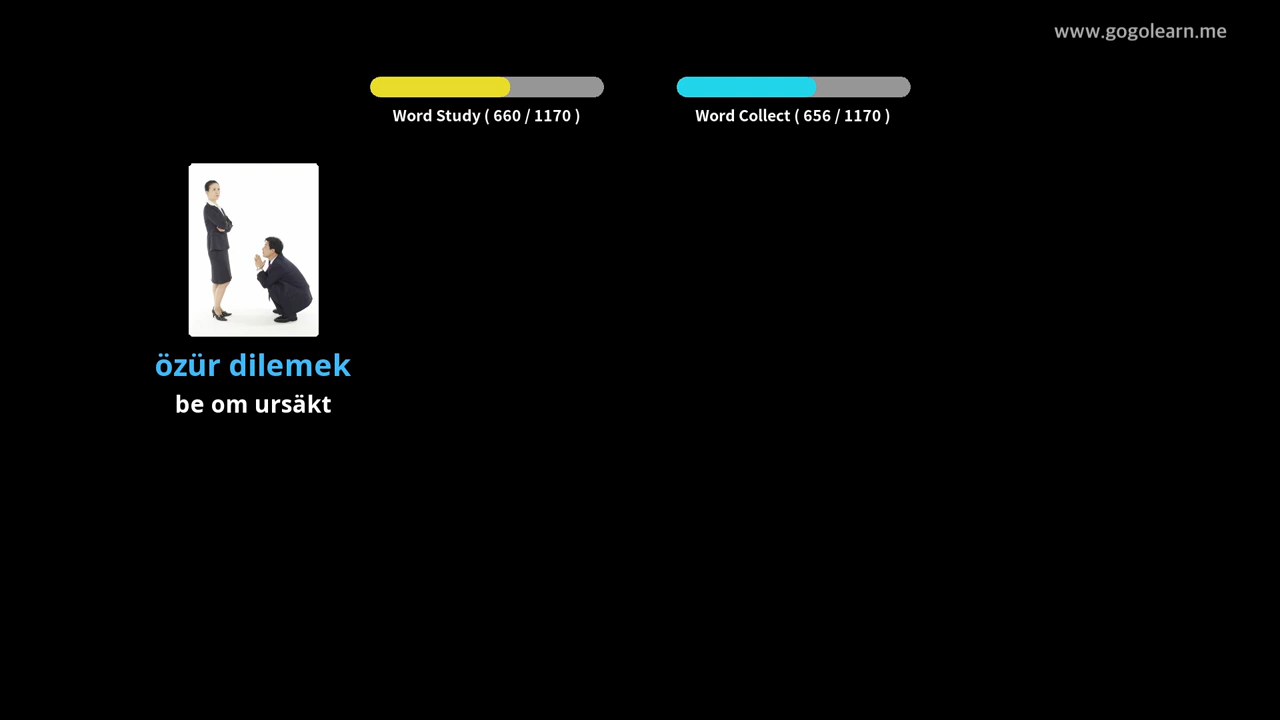 www.gogolearn.me
Word Study ( 660 / 1170 )
Word Collect ( 656 / 1170 )
özür dilemek
be om ursäkt